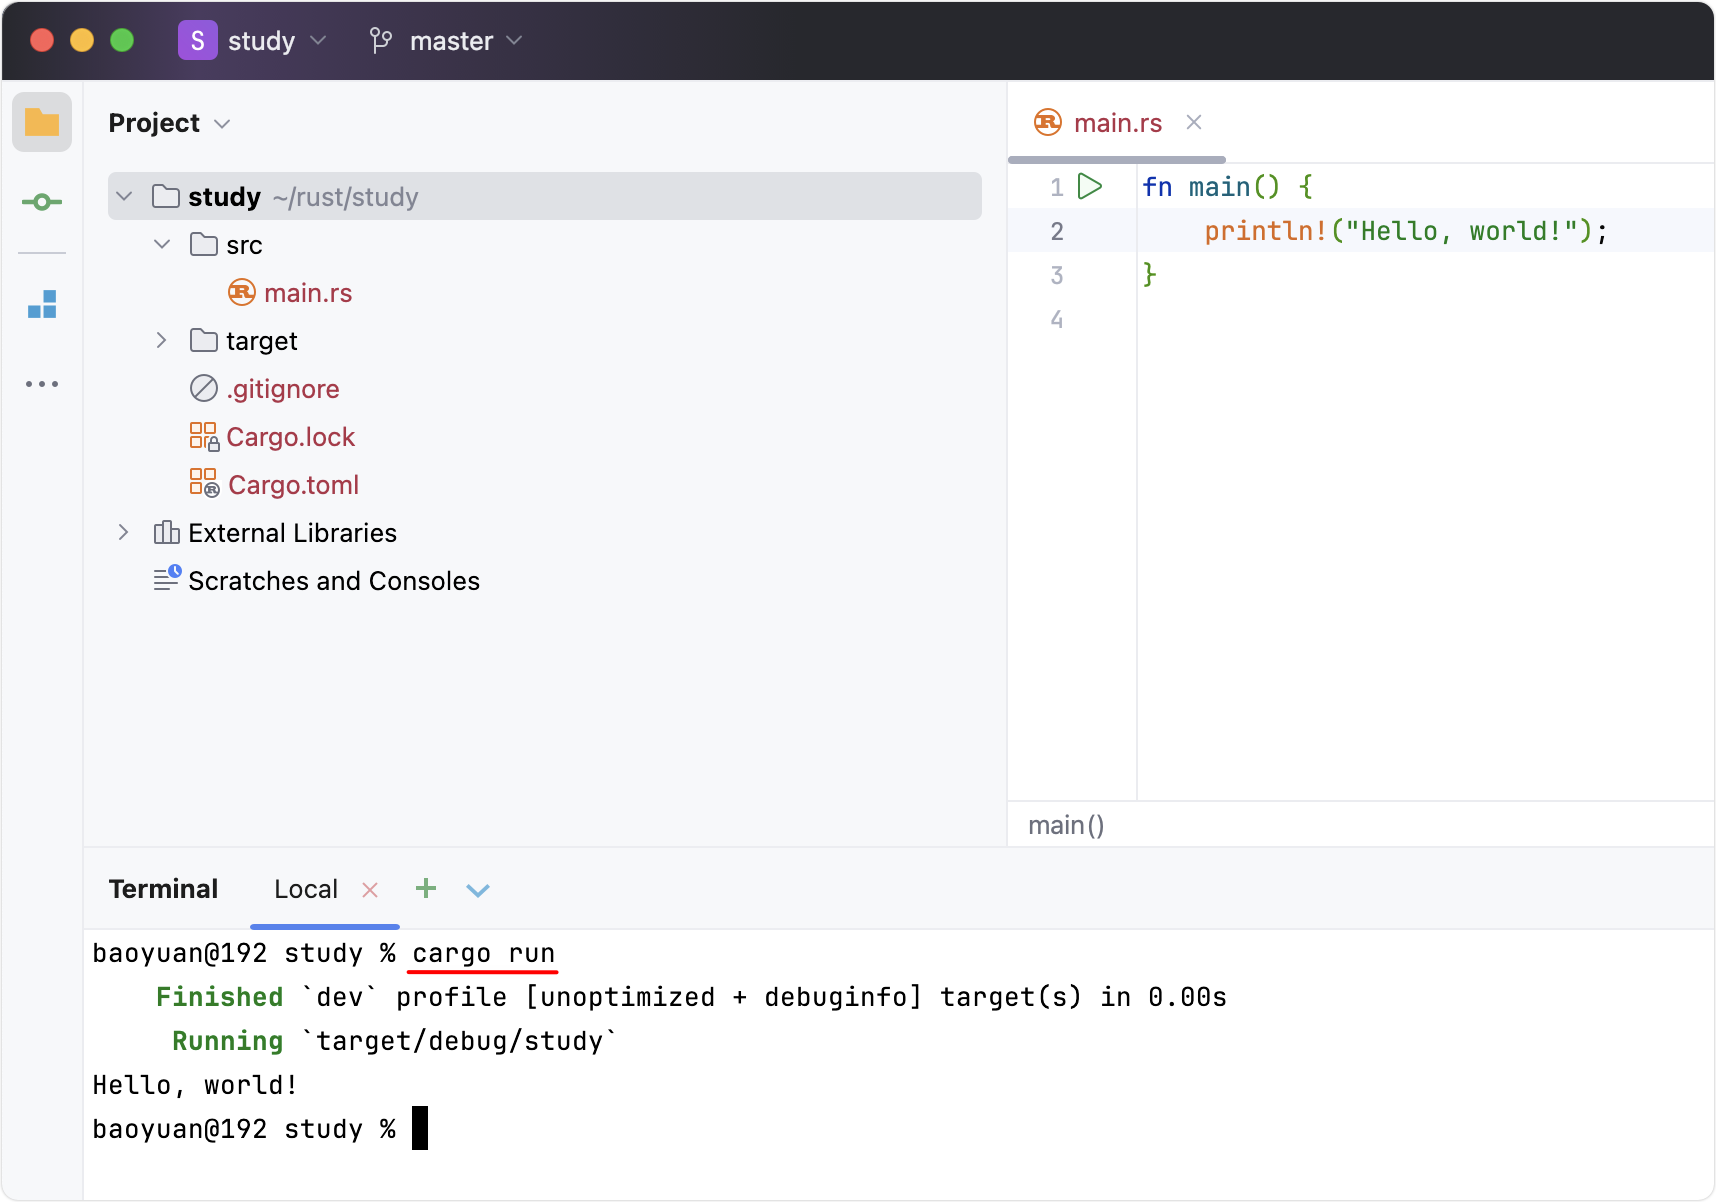 S study master
Project
study ~/rust/study
src
main.rs
target
.gitignore
Cargo.lock
Cargo.toml
External Libraries
Scratches and Consoles
main.rs
1 fn main() {
2     println!("Hello, world!");
3 }
4
main()
Terminal Local
baoyuan@192 study % cargo run
    Finished `dev` profile [unoptimized + debuginfo] target(s) in 0.00s
     Running `target/debug/study`
Hello, world!
baoyuan@192 study %